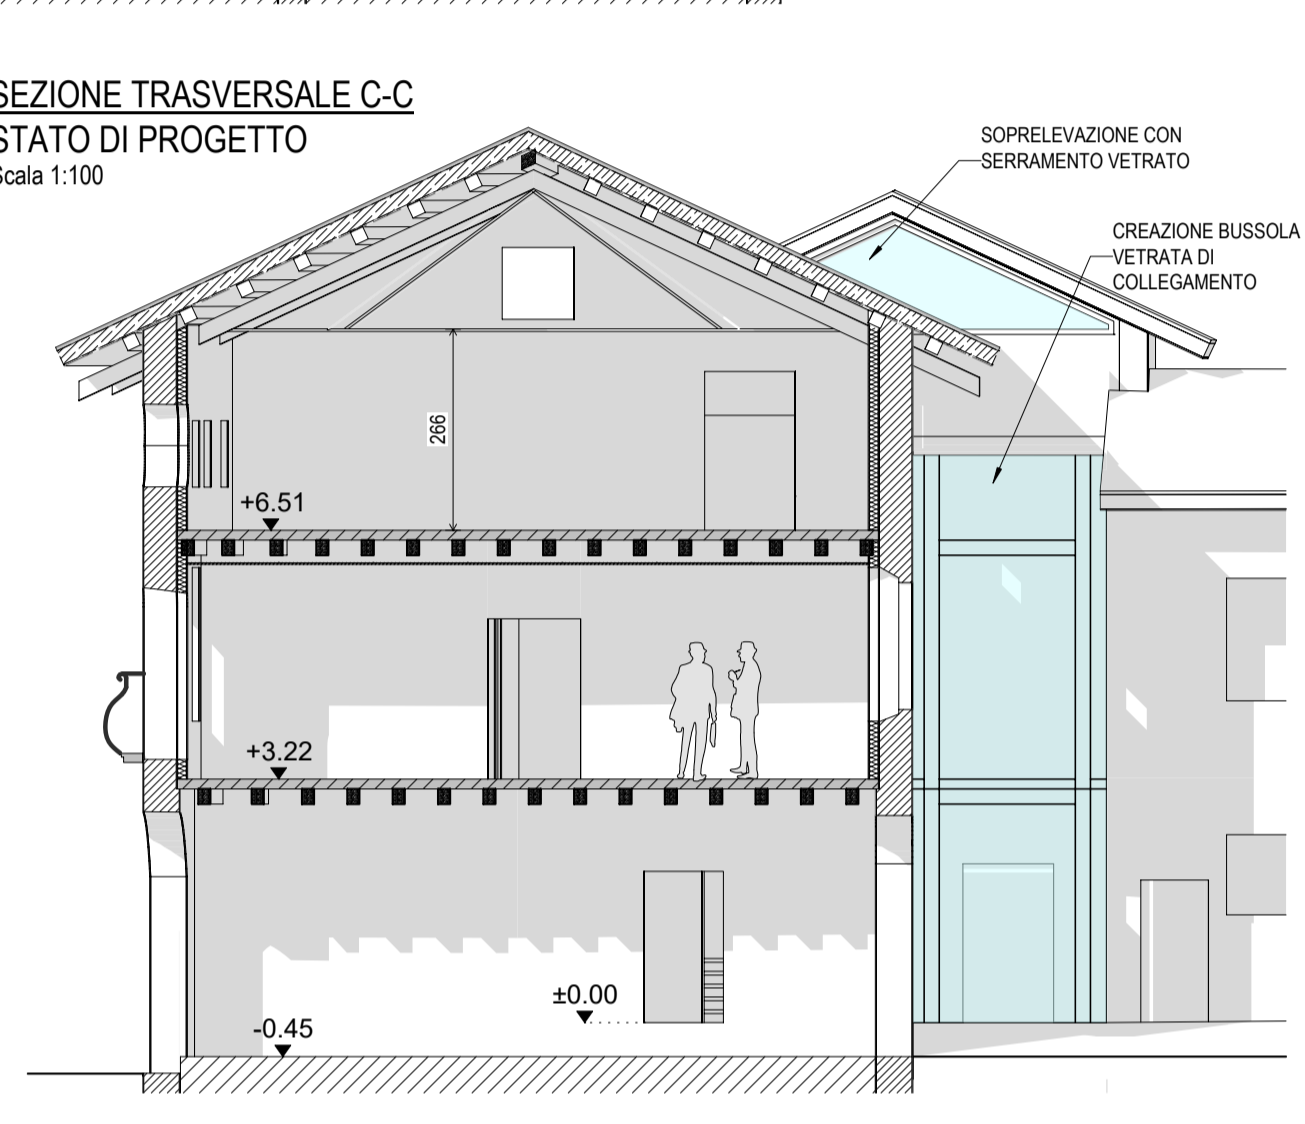 SEZIONE TRASVERSALE C-C
STATO DI PROGETTO
Scala 1:100
SOPRELEVAZIONE CON
SERRAMENTO VETRATO
CREAZIONE BUSSOLA
VETRATA DI
COLLEGAMENTO
266
+6.51
+3.22
±0.00
-0.45